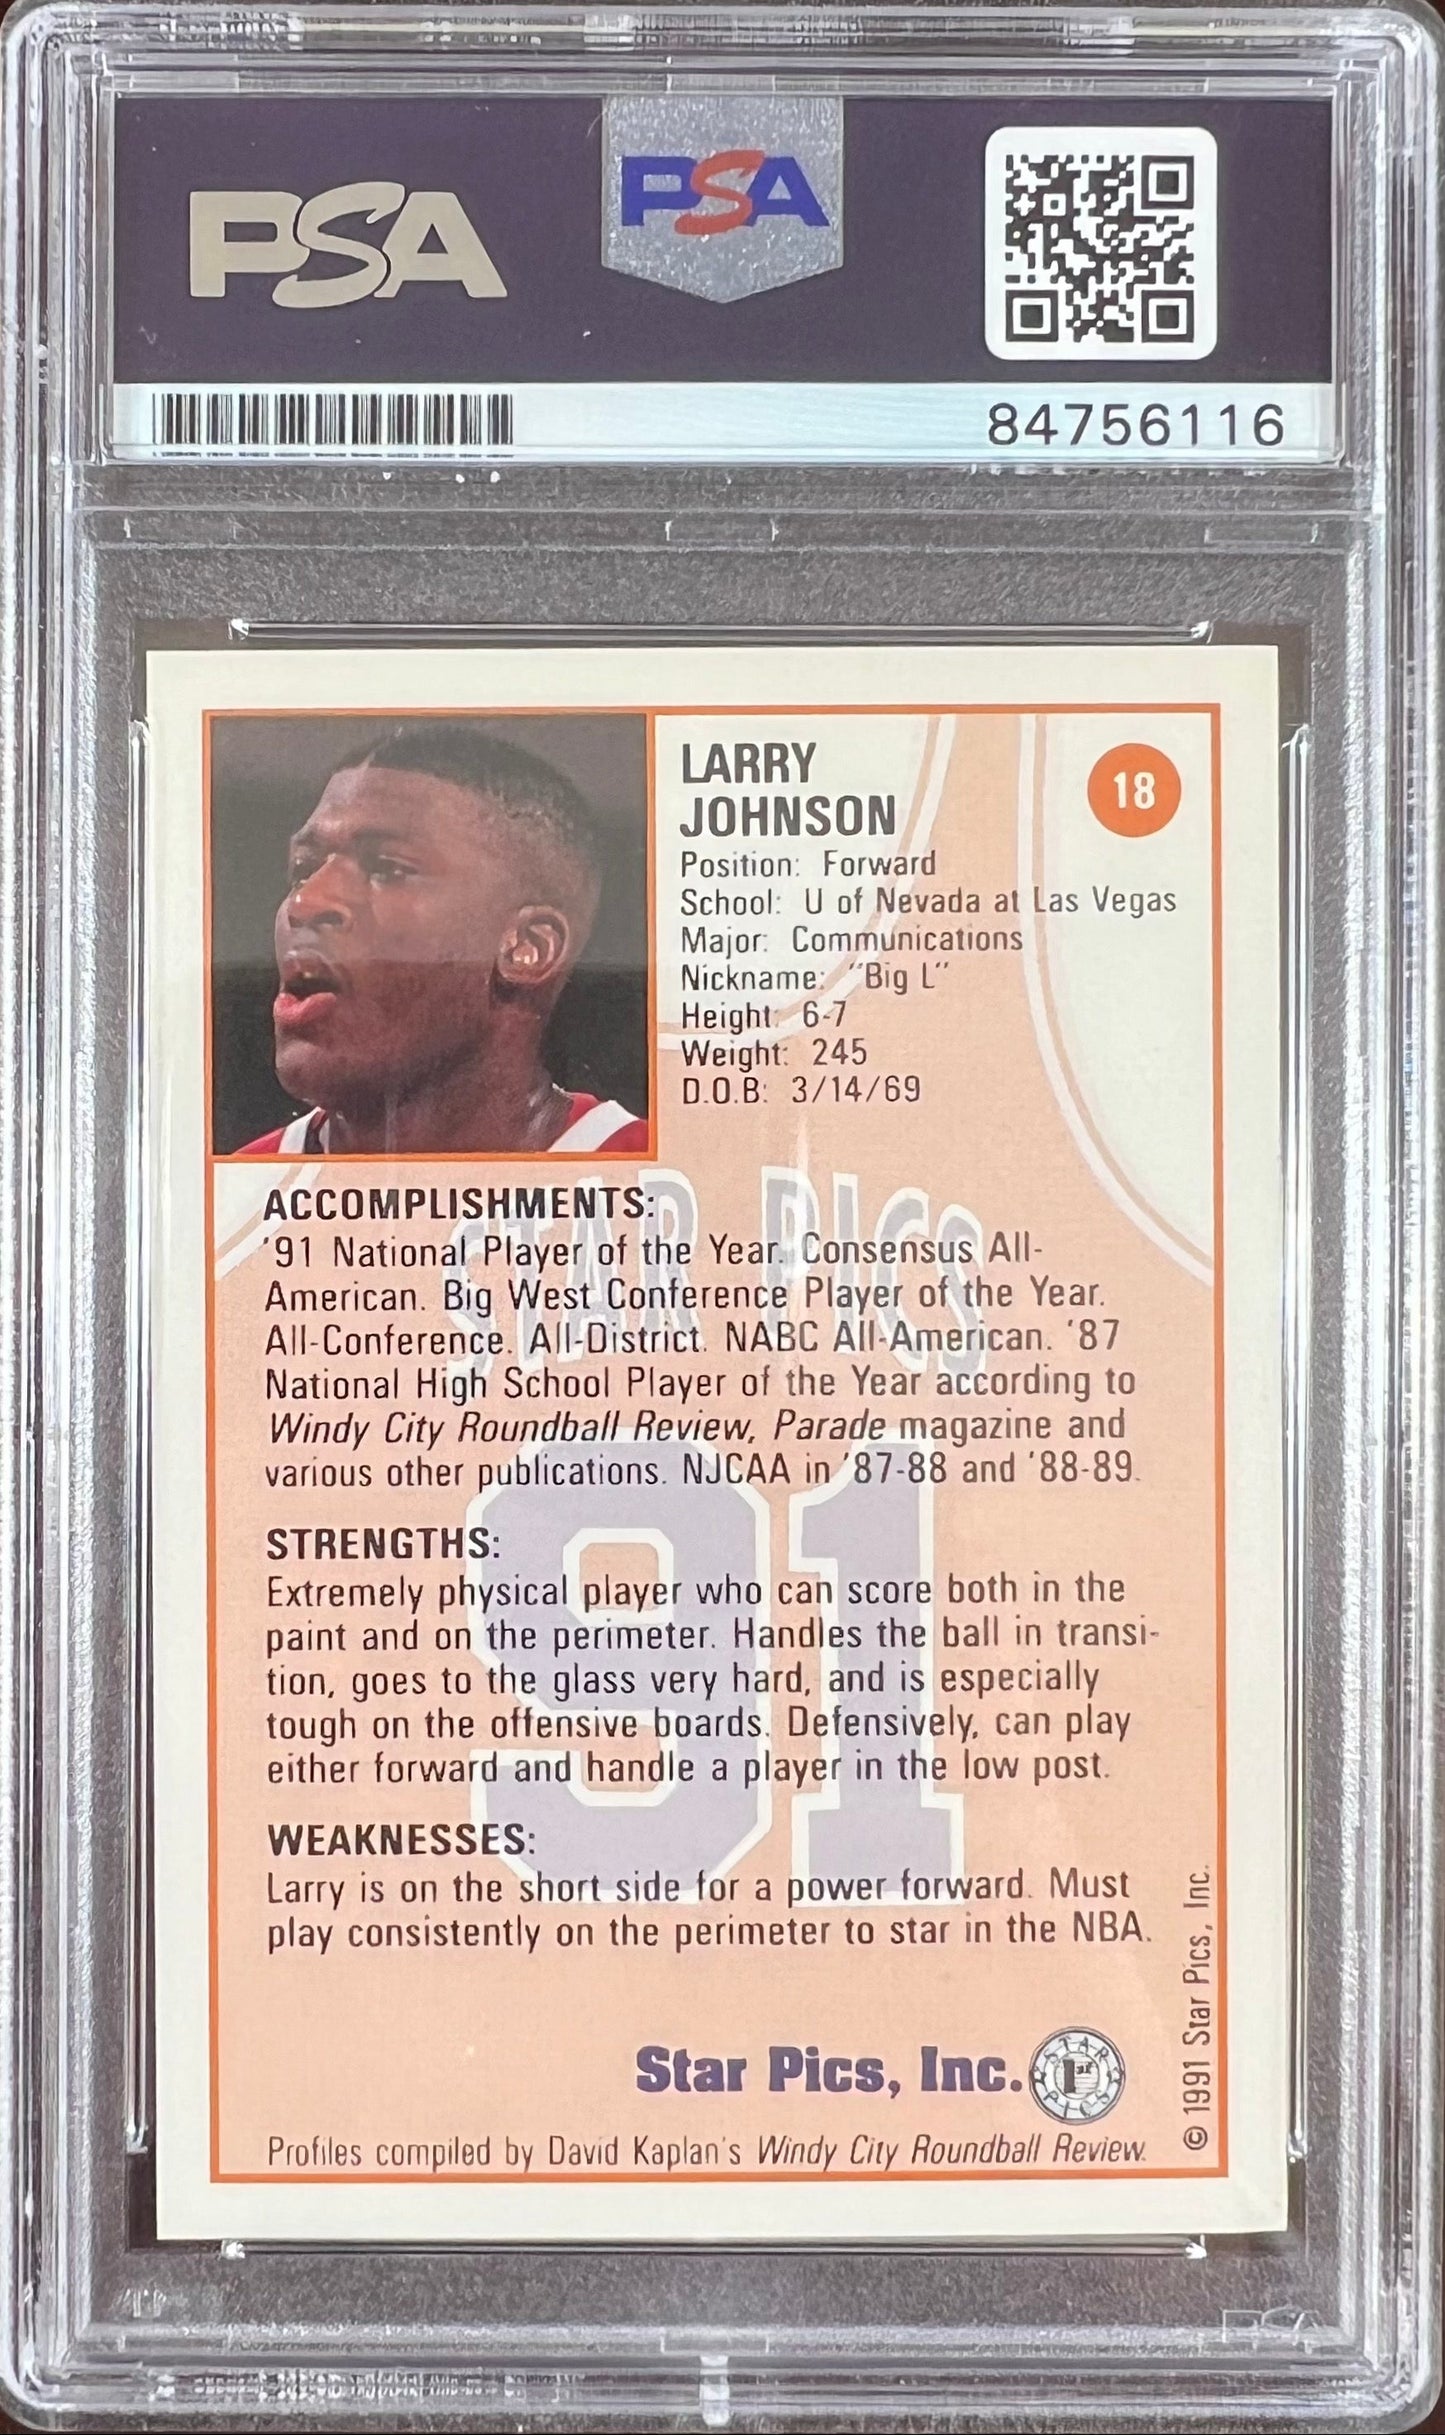 PSA
PSA
84756116
LARRY
JOHNSON
18
Position: Forward
School: U of Nevada at Las Vegas
Major: Communications
Nickname: "Big L"
Height: 6-7
Weight: 245
D.O.B: 3/14/69
STAR PICS
91
ACCOMPLISHMENTS:
'91 National Player of the Year. Consensus All-
American. Big West Conference Player of the Year.
All-Conference. All-District. NABC All-American. '87
National High School Player of the Year according to
Windy City Roundball Review, Parade magazine and
various other publications. NJCAA in '87-88 and '88-89.
STRENGTHS:
Extremely physical player who can score both in the
paint and on the perimeter. Handles the ball in transi-
tion, goes to the glass very hard, and is especially
tough on the offensive boards. Defensively, can play
either forward and handle a player in the low post.
WEAKNESSES:
Larry is on the short side for a power forward. Must
play consistently on the perimeter to star in the NBA.
Star Pics, Inc.
STAR
1st
PICS
Profiles compiled by David Kaplan's Windy City Roundball Review.
© 1991 Star Pics, Inc.
PSA